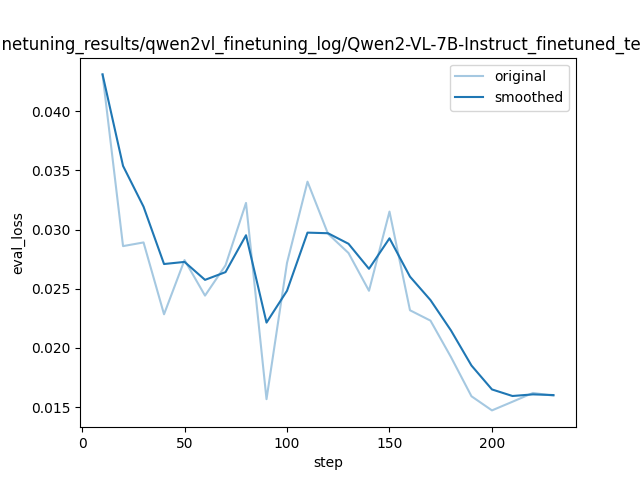 netuning_results/qwen2vl_finetuning_log/Qwen2-VL-7B-Instruct_finetuned_te
original
smoothed
0.040
0.035
0.030
0.025
0.020
0.015
eval_loss
0 50 100 150 200
step